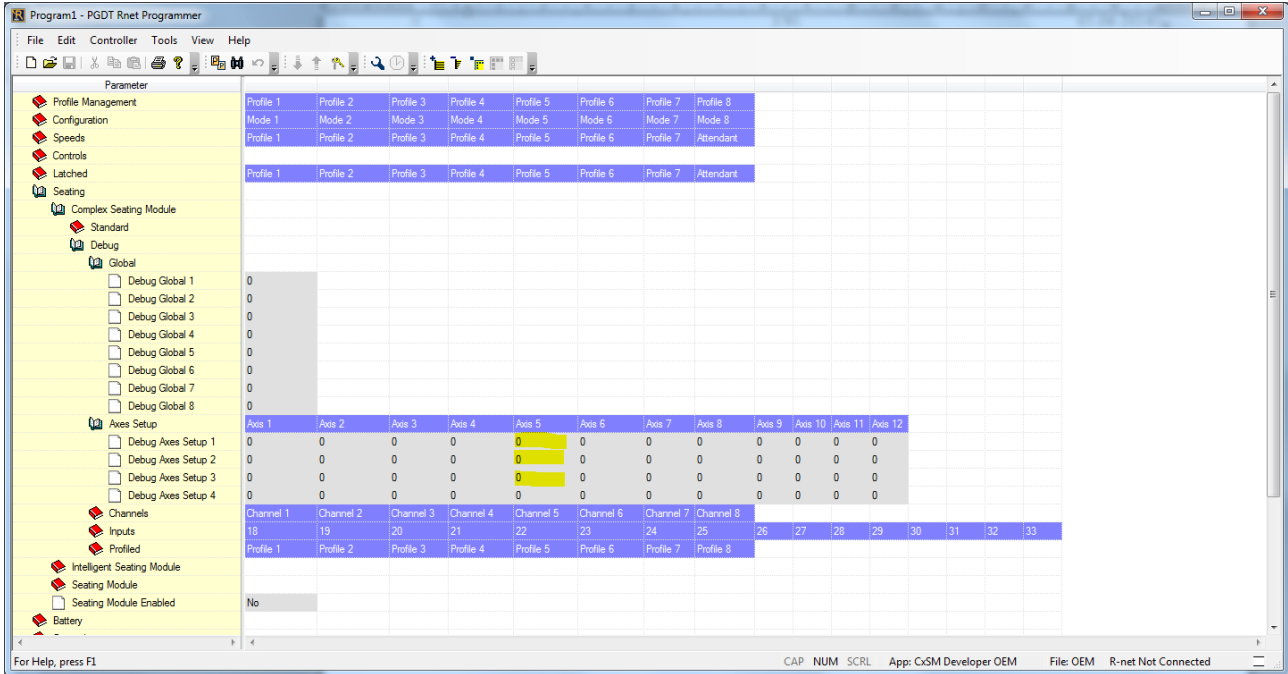 Program1 - PGDT Rnet Programmer
File Edit Controller Tools View Help
Parameter
Profile Management Profile 1 Profile 2 Profile 3 Profile 4 Profile 5 Profile 6 Profile 7 Profile 8
Configuration Mode 1 Mode 2 Mode 3 Mode 4 Mode 5 Mode 6 Mode 7 Mode 8
Speeds Profile 1 Profile 2 Profile 3 Profile 4 Profile 5 Profile 6 Profile 7 Attendant
Controls
Latched Profile 1 Profile 2 Profile 3 Profile 4 Profile 5 Profile 6 Profile 7 Attendant
Seating
Complex Seating Module
Standard
Debug
Global
Debug Global 1 0
Debug Global 2 0
Debug Global 3 0
Debug Global 4 0
Debug Global 5 0
Debug Global 6 0
Debug Global 7 0
Debug Global 8 0
Axes Setup Axis 1 Axis 2 Axis 3 Axis 4 Axis 5 Axis 6 Axis 7 Axis 8 Axis 9 Axis 10 Axis 11 Axis 12
Debug Axes Setup 1 0 0 0 0 0 0 0 0 0 0 0 0
Debug Axes Setup 2 0 0 0 0 0 0 0 0 0 0 0 0
Debug Axes Setup 3 0 0 0 0 0 0 0 0 0 0 0 0
Debug Axes Setup 4 0 0 0 0 0 0 0 0 0 0 0 0
Channels Channel 1 Channel 2 Channel 3 Channel 4 Channel 5 Channel 6 Channel 7 Channel 8
Inputs 18 19 20 21 22 23 24 25 26 27 28 29 30 31 32 33
Profiled Profile 1 Profile 2 Profile 3 Profile 4 Profile 5 Profile 6 Profile 7 Profile 8
Intelligent Seating Module
Seating Module
Seating Module Enabled No
Battery
For Help, press F1 CAP NUM SCRL App: CxSM Developer OEM File: OEM R-net Not Connected